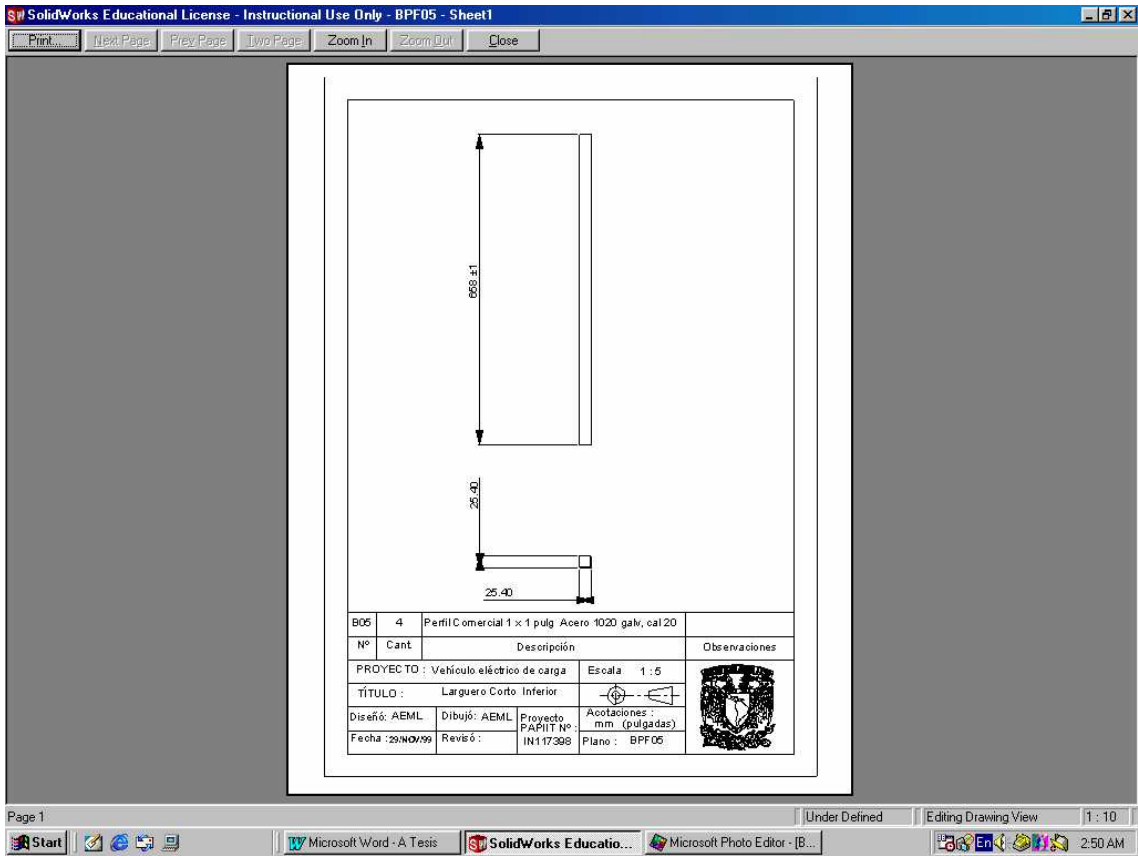 SolidWorks Educational License - Instructional Use Only - BPF05 - Sheet1
Print... Next Page Prev Page Two Page Zoom In Zoom Out Close
658 ±1
25.40
25.40
B05 4 Perfil Comercial 1 x 1 pulg Acero 1020 galv, cal 20
Nº Cant Descripción Observaciones
PROYECTO : Vehículo eléctrico de carga Escala 1 : 5
TÍTULO : Larguero Corto Inferior
Diseñó: AEML Dibujó: AEML Proyecto PAPIIT Nº : Acotaciones : mm (pulgadas)
Fecha : 29/NOV/99 Revisó : IN117398 Plano : BPF05
Page 1 Under Defined Editing Drawing View 1 : 10
Start Microsoft Word - A Tesis SolidWorks Educatio... Microsoft Photo Editor - [B... En 2:50 AM